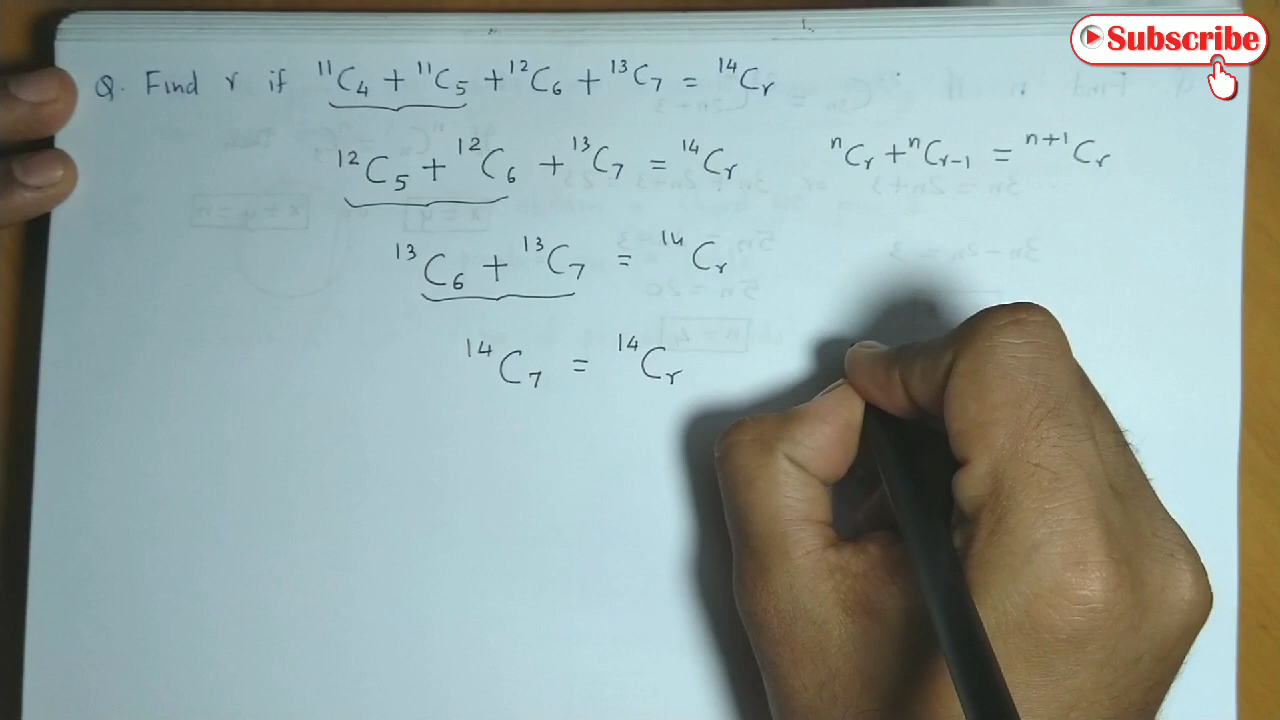 Subscribe
Q. Find r if ¹¹C₄ + ¹¹C₅ + ¹²C₆ + ¹³C₇ = ¹⁴Cᵣ
¹²C₅ + ¹²C₆ + ¹³C₇ = ¹⁴Cᵣ ⁿCᵣ + ⁿCᵣ₋₁ = ⁿ⁺¹Cᵣ
¹³C₆ + ¹³C₇ = ¹⁴Cᵣ
¹⁴C₇ = ¹⁴Cᵣ